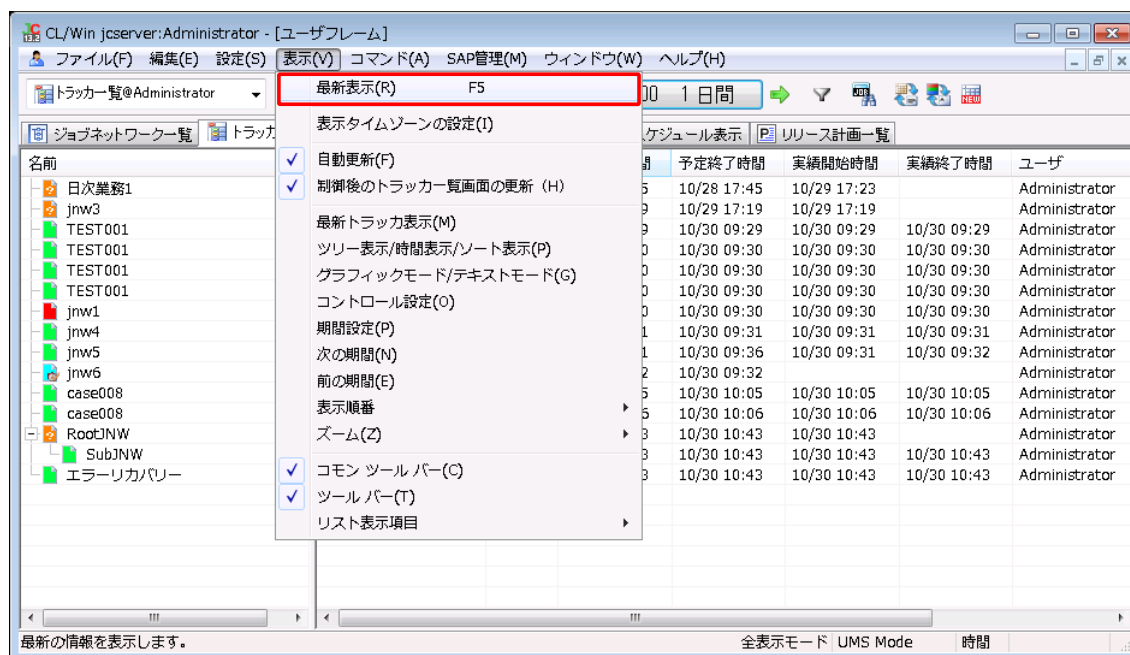 CL/Win jcserver:Administrator - [ユーザフレーム]
ファイル(F) 編集(E) 設定(S) 表示(V) コマンド(A) SAP管理(M) ウィンドウ(W) ヘルプ(H)
トラッカ一覧@Administrator
00 1 日間
NEW
最新表示(R) F5
表示タイムゾーンの設定(I)
自動更新(F)
制御後のトラッカ一覧画面の更新 (H)
最新トラッカ表示(M)
ツリー表示/時間表示/ソート表示(P)
グラフィックモード/テキストモード(G)
コントロール設定(O)
期間設定(P)
次の期間(N)
前の期間(E)
表示順番
ズーム(Z)
コモン ツール バー(C)
ツール バー(T)
リスト表示項目
ジョブネットワーク一覧 トラッカ ケジュール表示 リリース計画一覧
名前 予定終了時間 実績開始時間 実績終了時間 ユーザ
日次業務1 5 10/28 17:45 10/29 17:23 Administrator
jnw3 9 10/29 17:19 10/29 17:19 Administrator
TEST001 9 10/30 09:29 10/30 09:29 10/30 09:29 Administrator
TEST001 0 10/30 09:30 10/30 09:30 10/30 09:30 Administrator
TEST001 0 10/30 09:30 10/30 09:30 10/30 09:30 Administrator
TEST001 0 10/30 09:30 10/30 09:30 10/30 09:30 Administrator
jnw1 0 10/30 09:30 10/30 09:30 10/30 09:30 Administrator
jnw4 1 10/30 09:31 10/30 09:31 10/30 09:31 Administrator
jnw5 1 10/30 09:36 10/30 09:31 10/30 09:32 Administrator
jnw6 2 10/30 09:32 Administrator
case008 5 10/30 10:05 10/30 10:05 10/30 10:05 Administrator
case008 6 10/30 10:06 10/30 10:06 10/30 10:06 Administrator
RootJNW 3 10/30 10:43 10/30 10:43 Administrator
SubJNW 3 10/30 10:43 10/30 10:43 10/30 10:43 Administrator
エラーリカバリー 3 10/30 10:43 10/30 10:43 10/30 10:43 Administrator
最新の情報を表示します。 全表示モード UMS Mode 時間